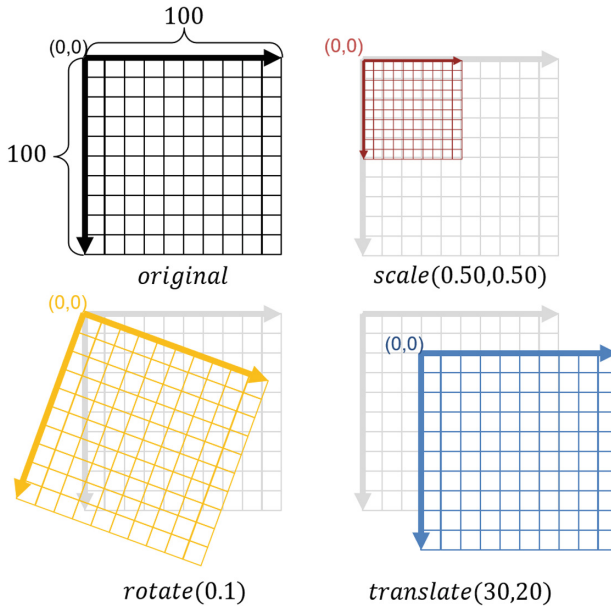 100
(0,0)
100
original
(0,0)
scale(0.50,0.50)
(0,0)
rotate(0.1)
(0,0)
translate(30,20)